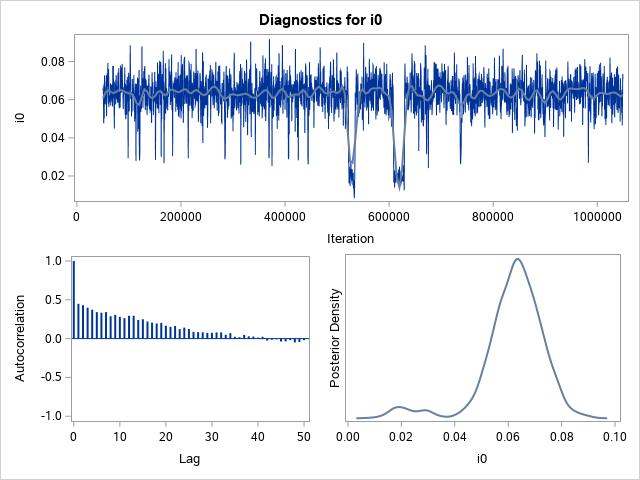 Diagnostics for i0
0.08
0.06
0.04
0.02
i0
0 200000 400000 600000 800000 1000000
Iteration
1.0
0.5
0.0
-0.5
-1.0
Autocorrelation
0 10 20 30 40 50
Lag
Posterior Density
0.00 0.02 0.04 0.06 0.08 0.10
i0